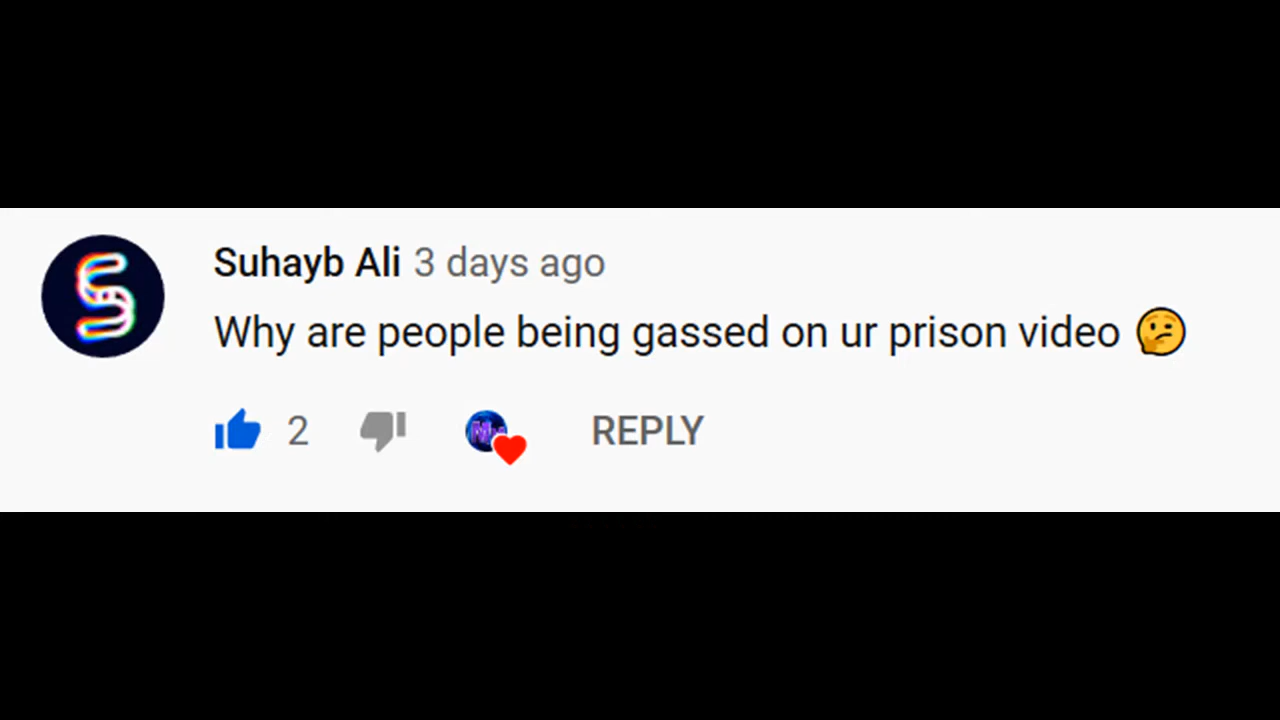 Suhayb Ali 3 days ago
Why are people being gassed on ur prison video 🤔
2 REPLY